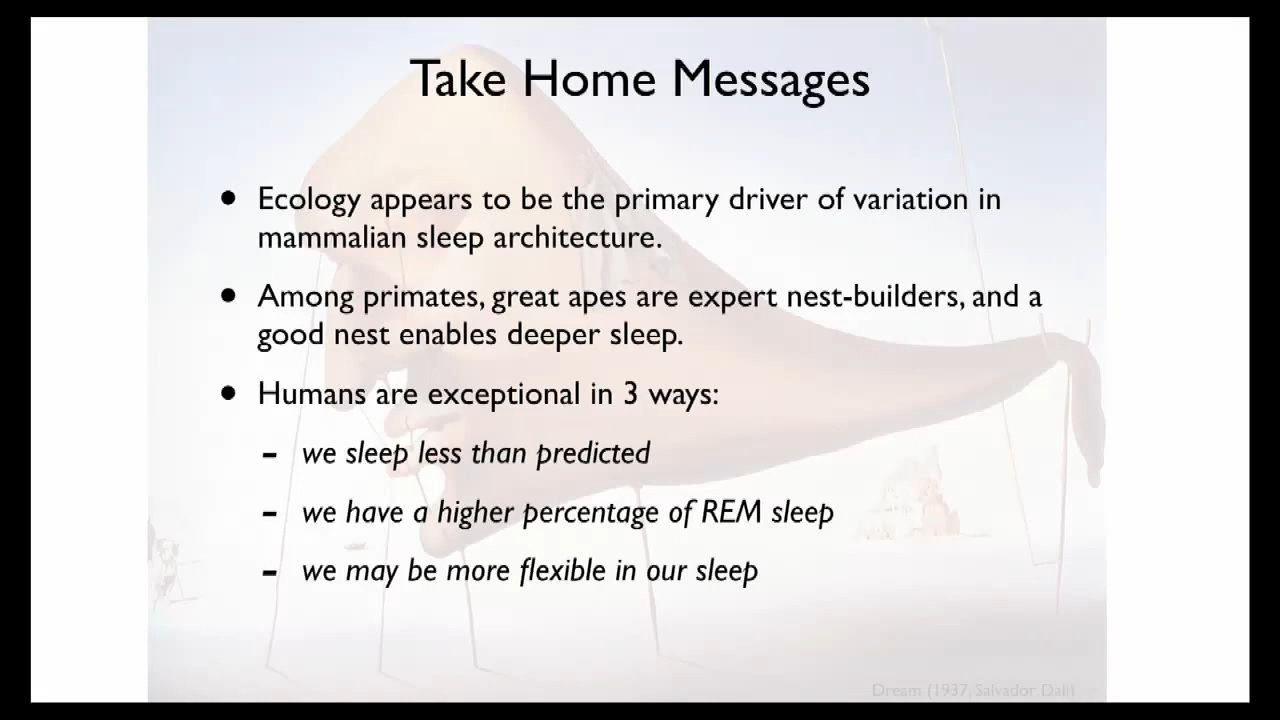 Take Home Messages
• Ecology appears to be the primary driver of variation in
mammalian sleep architecture.
• Among primates, great apes are expert nest-builders, and a
good nest enables deeper sleep.
• Humans are exceptional in 3 ways:
- we sleep less than predicted
- we have a higher percentage of REM sleep
- we may be more flexible in our sleep
Dream (1937, Salvador Dali)